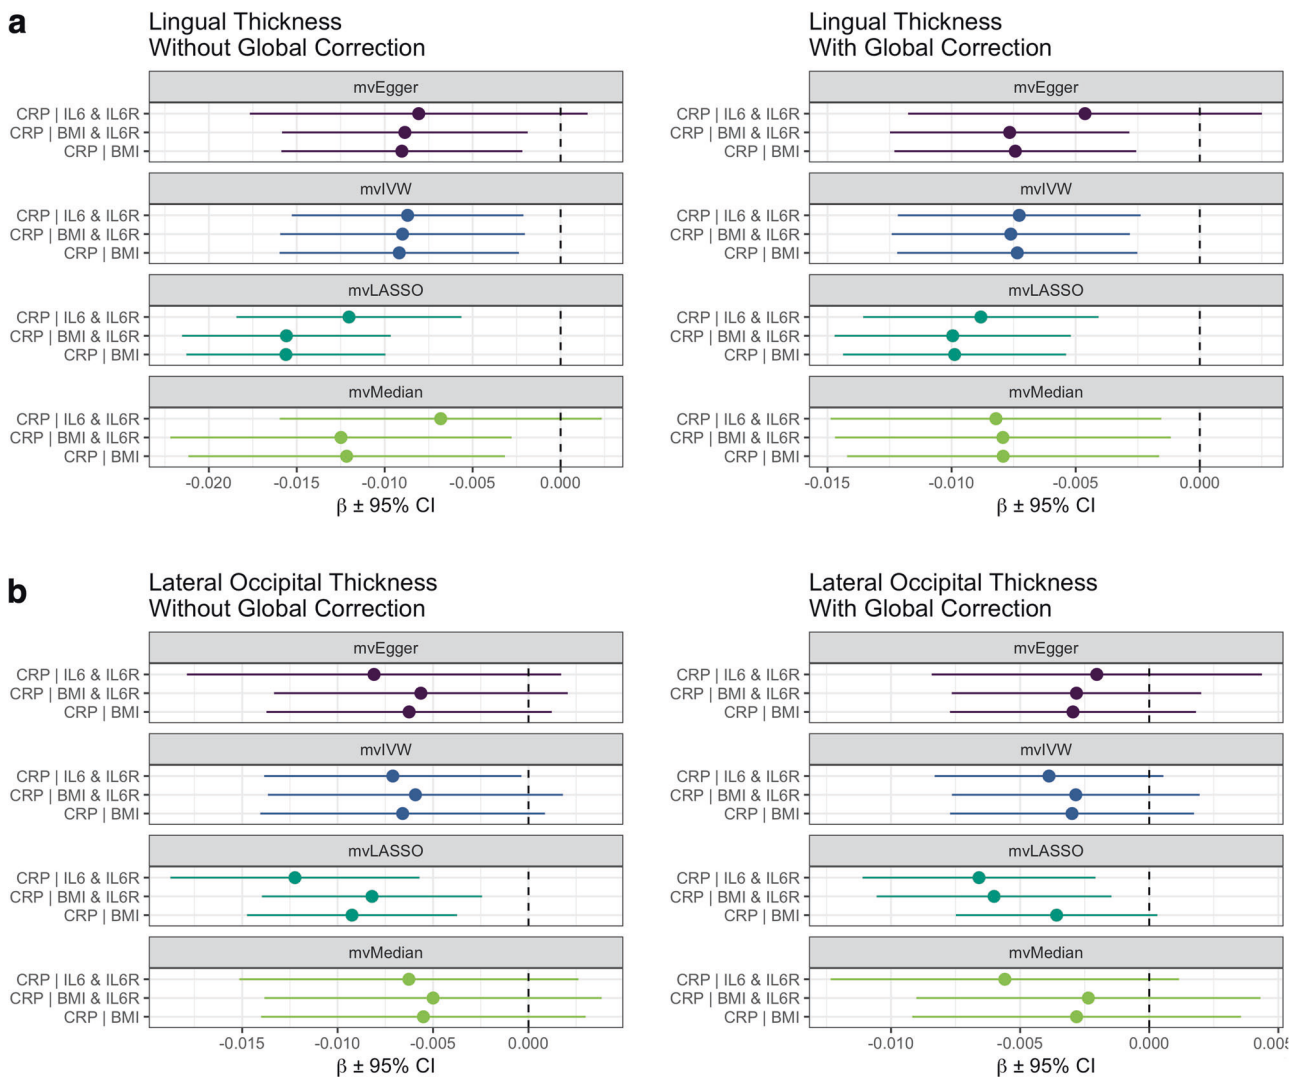 a
Lingual Thickness
Without Global Correction
mvEgger
CRP | IL6 & IL6R
CRP | BMI & IL6R
CRP | BMI
mvIVW
CRP | IL6 & IL6R
CRP | BMI & IL6R
CRP | BMI
mvLASSO
CRP | IL6 & IL6R
CRP | BMI & IL6R
CRP | BMI
mvMedian
CRP | IL6 & IL6R
CRP | BMI & IL6R
CRP | BMI
-0.020 -0.015 -0.010 -0.005 0.000
β ± 95% CI
Lingual Thickness
With Global Correction
mvEgger
CRP | IL6 & IL6R
CRP | BMI & IL6R
CRP | BMI
mvIVW
CRP | IL6 & IL6R
CRP | BMI & IL6R
CRP | BMI
mvLASSO
CRP | IL6 & IL6R
CRP | BMI & IL6R
CRP | BMI
mvMedian
CRP | IL6 & IL6R
CRP | BMI & IL6R
CRP | BMI
-0.015 -0.010 -0.005 0.000
β ± 95% CI
b
Lateral Occipital Thickness
Without Global Correction
mvEgger
CRP | IL6 & IL6R
CRP | BMI & IL6R
CRP | BMI
mvIVW
CRP | IL6 & IL6R
CRP | BMI & IL6R
CRP | BMI
mvLASSO
CRP | IL6 & IL6R
CRP | BMI & IL6R
CRP | BMI
mvMedian
CRP | IL6 & IL6R
CRP | BMI & IL6R
CRP | BMI
-0.015 -0.010 -0.005 0.000
β ± 95% CI
Lateral Occipital Thickness
With Global Correction
mvEgger
CRP | IL6 & IL6R
CRP | BMI & IL6R
CRP | BMI
mvIVW
CRP | IL6 & IL6R
CRP | BMI & IL6R
CRP | BMI
mvLASSO
CRP | IL6 & IL6R
CRP | BMI & IL6R
CRP | BMI
mvMedian
CRP | IL6 & IL6R
CRP | BMI & IL6R
CRP | BMI
-0.010 -0.005 0.000
β ± 95% CI